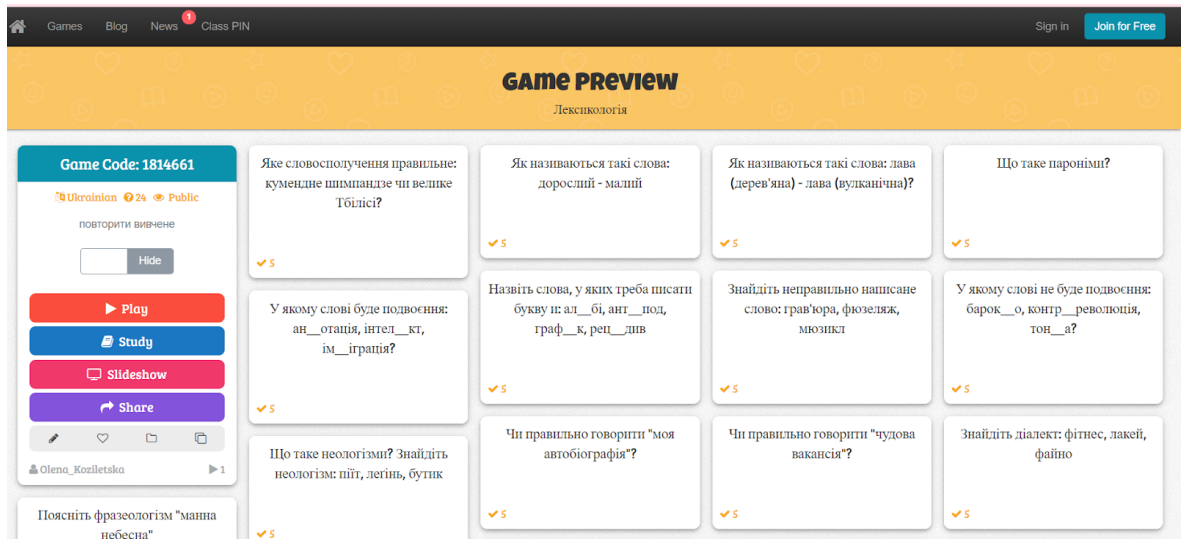 Games Blog News 1 Class PIN Sign in Join for Free
Game Preview
Лексикологія
Game Code: 1814661
Ukrainian 24 Public
повторити вивчене
Hide
Play
Study
Slideshow
Share
Olena_Koziletska 1
Поясніть фразеологізм "манна
небесна"
Яке словосполучення правильне:
кумендне шимпандзе чи велике
Тбілісі?
5
У якому слові буде подвоєння:
ан__отація, інтел__кт,
ім__іграція?
5
Що таке неологізми? Знайдіть
неологізм: піїт, легінь, бутик
5
Як називаються такі слова:
дорослий - малий
5
Назвіть слова, у яких треба писати
букву и: ал__бі, ант__под,
граф__к, рец__див
5
Чи правильно говорити "моя
автобіографія"?
5
Як називаються такі слова: лава
(дерев'яна) - лава (вулканічна)?
5
Знайдіть неправильно написане
слово: грав'юра, фюзеляж,
мюзикл
5
Чи правильно говорити "чудова
вакансія"?
5
Що таке пароніми?
5
У якому слові не буде подвоєння:
барок__о, контр__революція,
тон__а?
5
Знайдіть діалект: фітнес, лакей,
файно
5